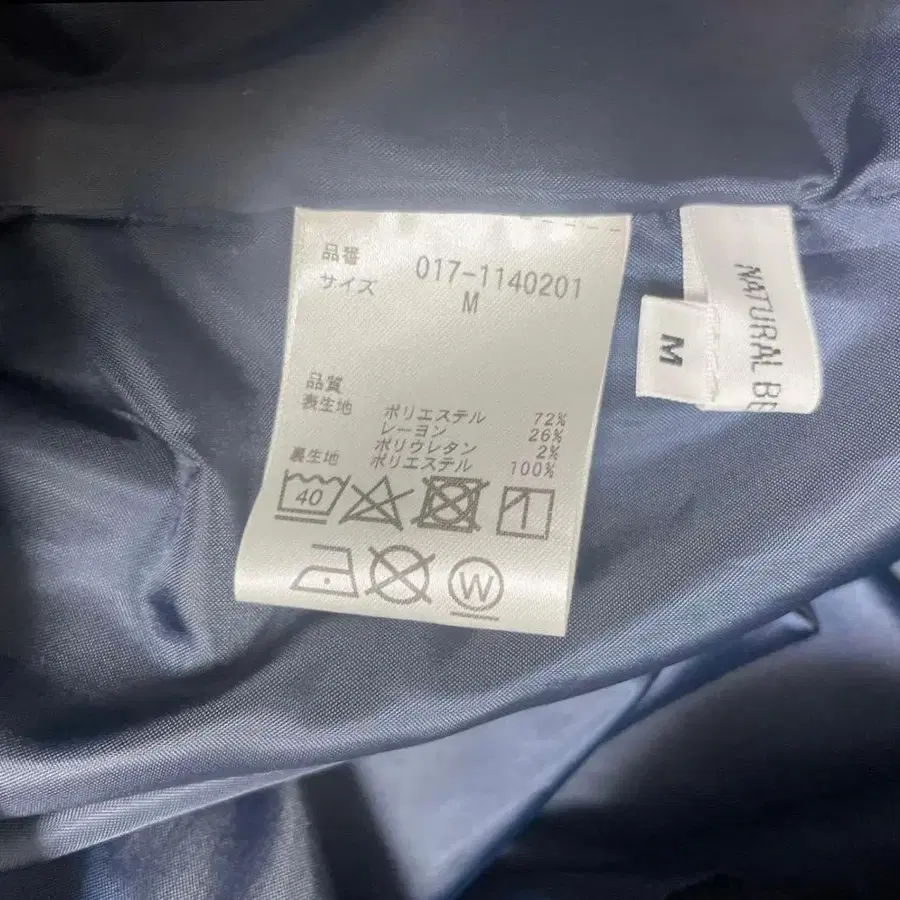 品番 017-1140201
サイズ M
品質
表生地 ポリエステル 72%
レーヨン 26%
ポリウレタン 2%
裏生地 ポリエステル 100%
40
W
M
NATURAL BE